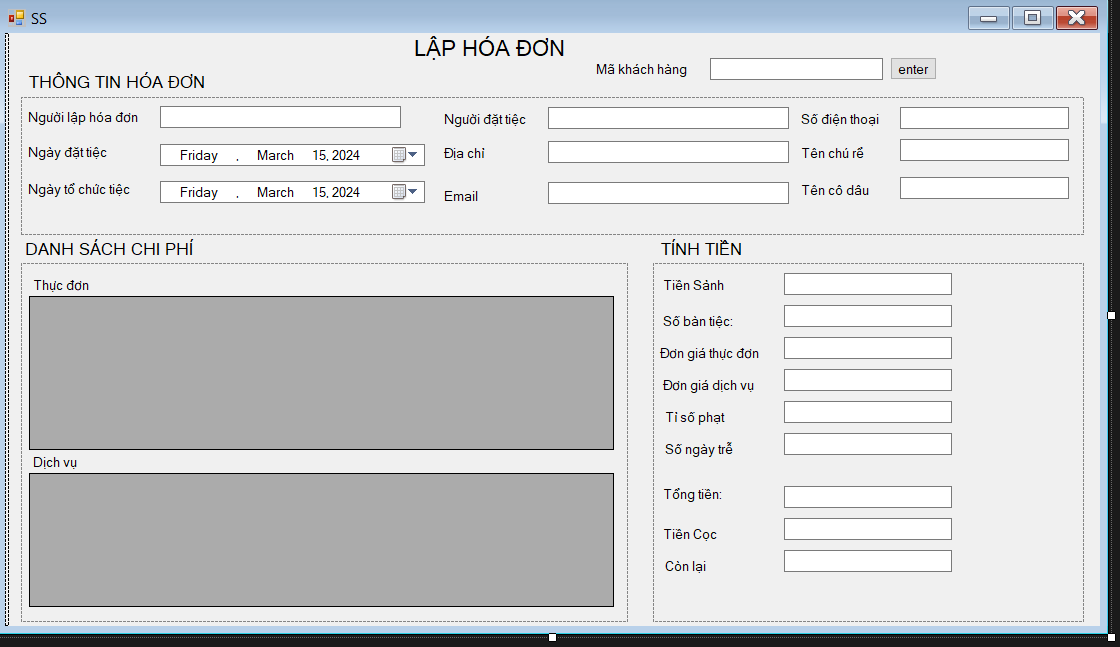 SS
LẬP HÓA ĐƠN
Mã khách hàng
enter
THÔNG TIN HÓA ĐƠN
Người lập hóa đơn
Người đặt tiệc
Số điện thoại
Ngày đặt tiệc
Friday , March 15, 2024
Địa chỉ
Tên chú rể
Ngày tổ chức tiệc
Friday , March 15, 2024
Email
Tên cô dâu
DANH SÁCH CHI PHÍ
Thực đơn
Dịch vụ
TÍNH TIỀN
Tiền Sảnh
Số bàn tiệc:
Đơn giá thực đơn
Đơn giá dịch vụ
Tỉ số phạt
Số ngày trễ
Tổng tiền:
Tiền Cọc
Còn lại